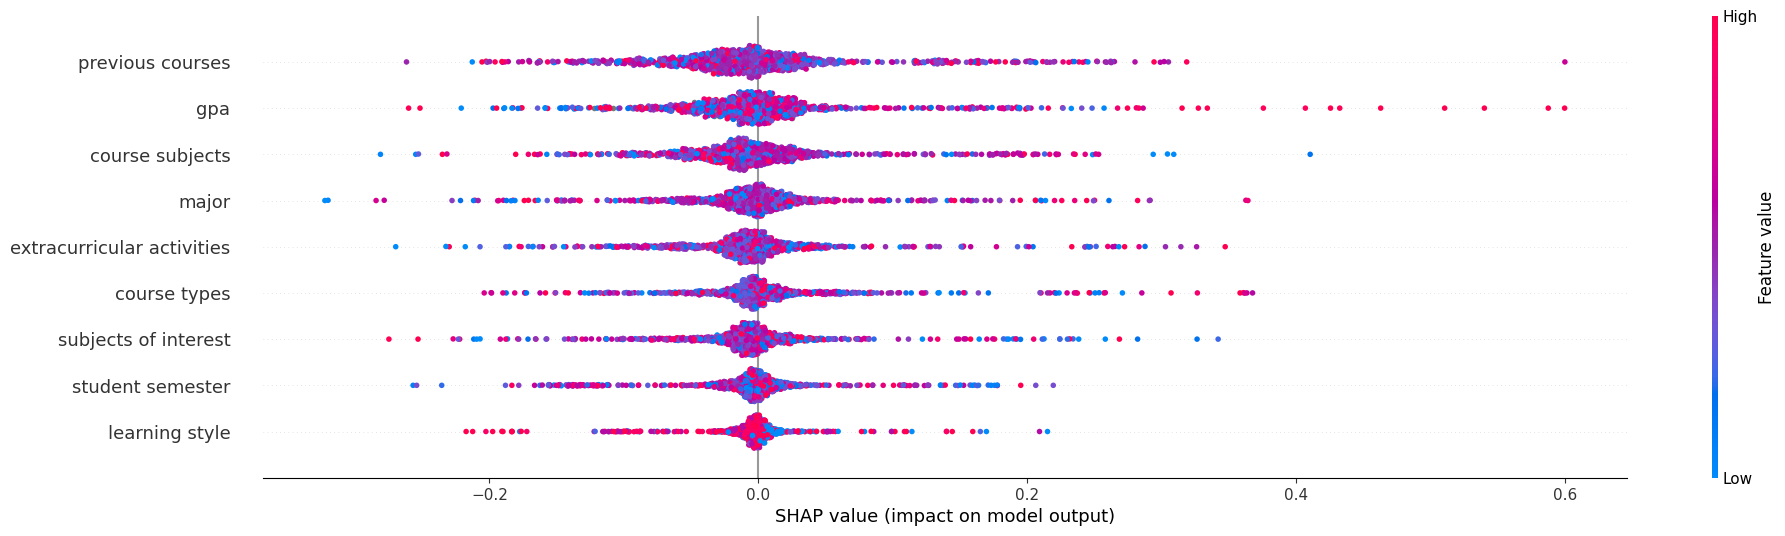 High
previous courses
gpa
course subjects
major
extracurricular activities
course types
subjects of interest
student semester
learning style
Feature value
Low
−0.2 0.0 0.2 0.4 0.6
SHAP value (impact on model output)